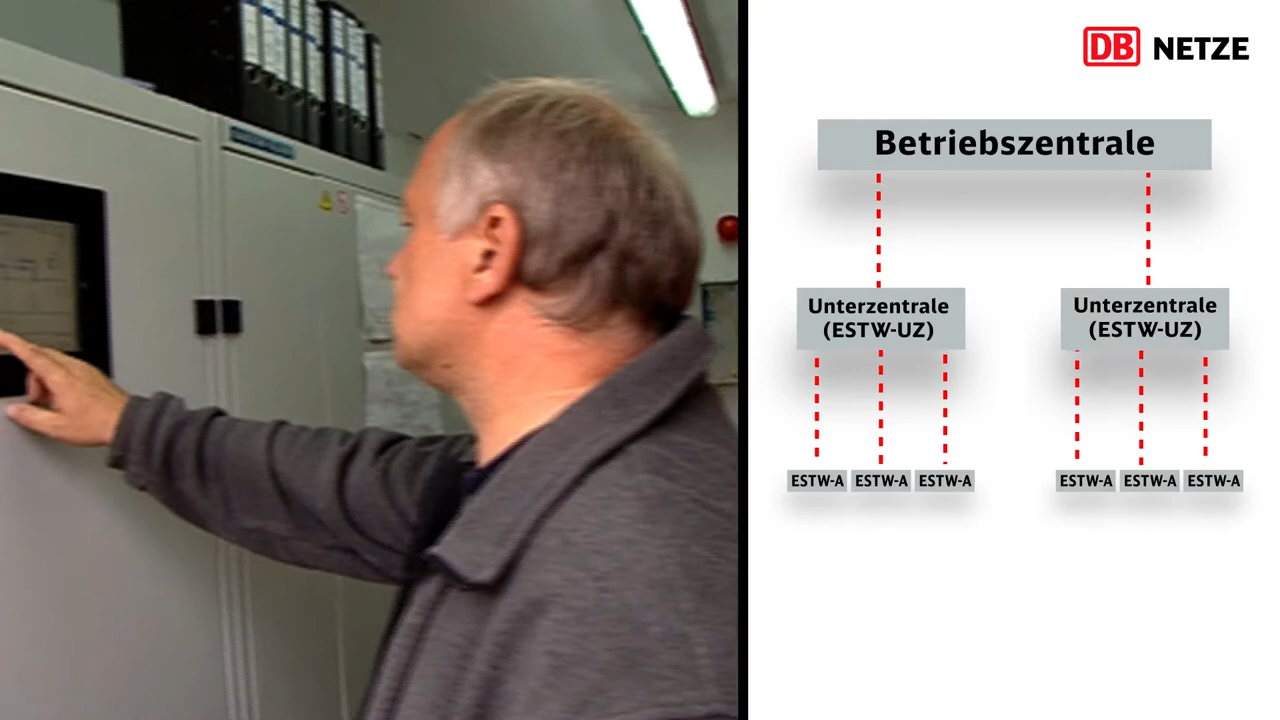 DB NETZE
Betriebszentrale
Unterzentrale
(ESTW-UZ)
Unterzentrale
(ESTW-UZ)
ESTW-A ESTW-A ESTW-A
ESTW-A ESTW-A ESTW-A